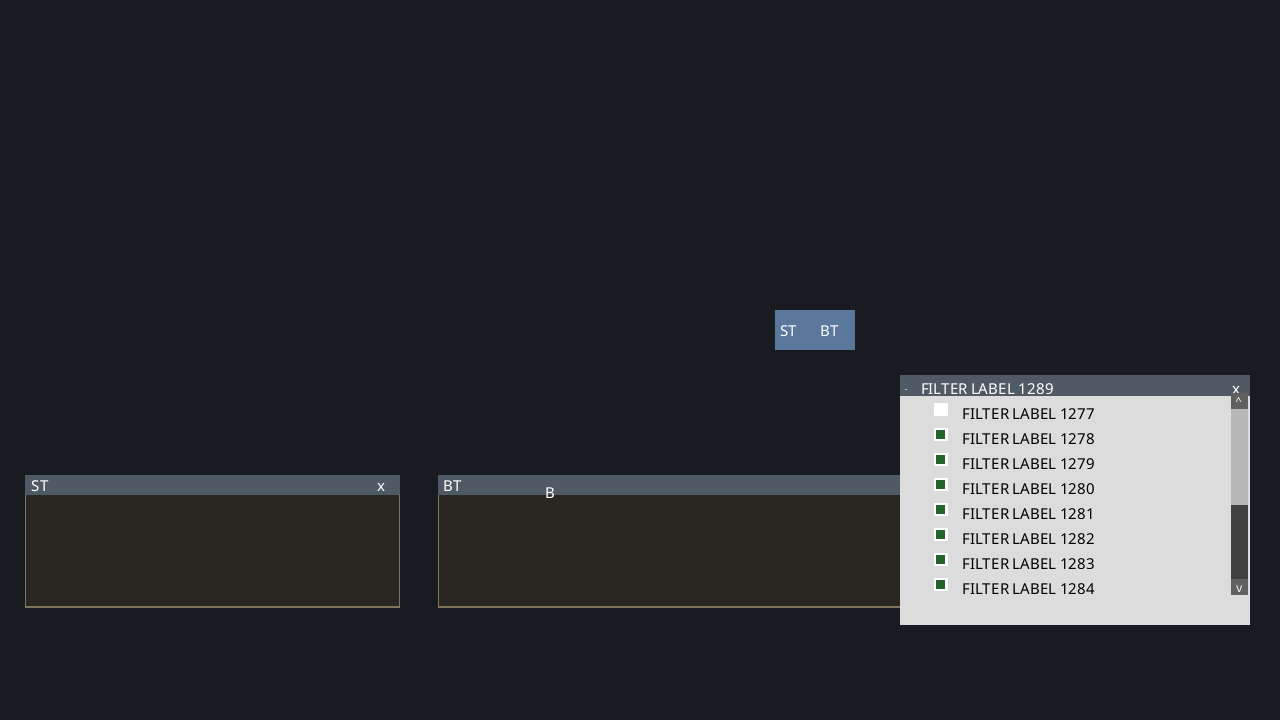 ST BT
- FILTER LABEL 1289 x
^
FILTER LABEL 1277
FILTER LABEL 1278
FILTER LABEL 1279
FILTER LABEL 1280
FILTER LABEL 1281
FILTER LABEL 1282
FILTER LABEL 1283
FILTER LABEL 1284
v
ST x
BT
B